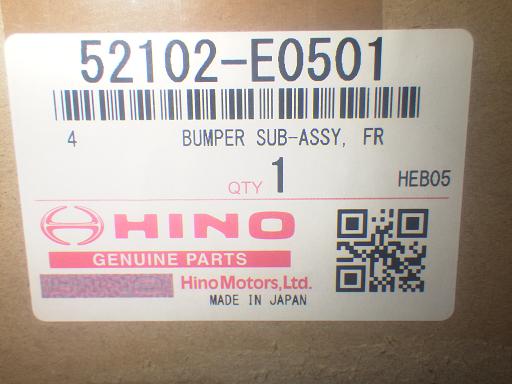 52102-E0501
4 BUMPER SUB-ASSY, FR
QTY 1 HEB05
HINO
GENUINE PARTS
Hino Motors,Ltd.
MADE IN JAPAN